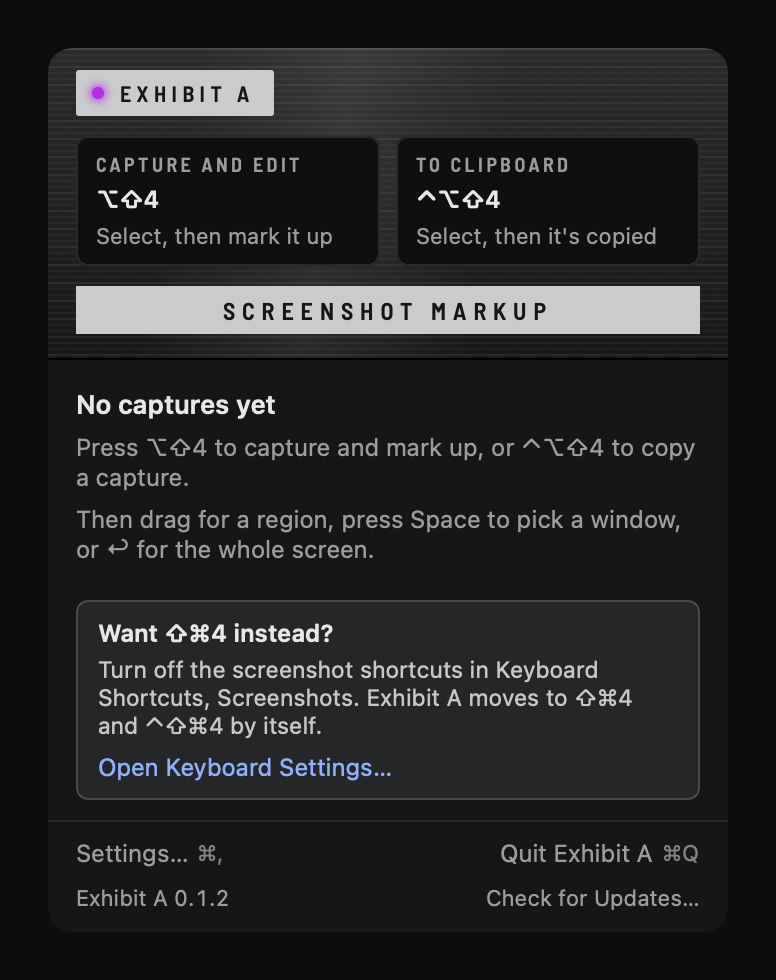 EXHIBIT A
CAPTURE AND EDIT
⌥⇧4
Select, then mark it up
TO CLIPBOARD
⌃⌥⇧4
Select, then it's copied
SCREENSHOT MARKUP
No captures yet
Press ⌥⇧4 to capture and mark up, or ⌃⌥⇧4 to copy
a capture.
Then drag for a region, press Space to pick a window,
or ↩ for the whole screen.
Want ⇧⌘4 instead?
Turn off the screenshot shortcuts in Keyboard
Shortcuts, Screenshots. Exhibit A moves to ⇧⌘4
and ⌃⇧⌘4 by itself.
Open Keyboard Settings…
Settings… ⌘,
Quit Exhibit A ⌘Q
Exhibit A 0.1.2
Check for Updates…